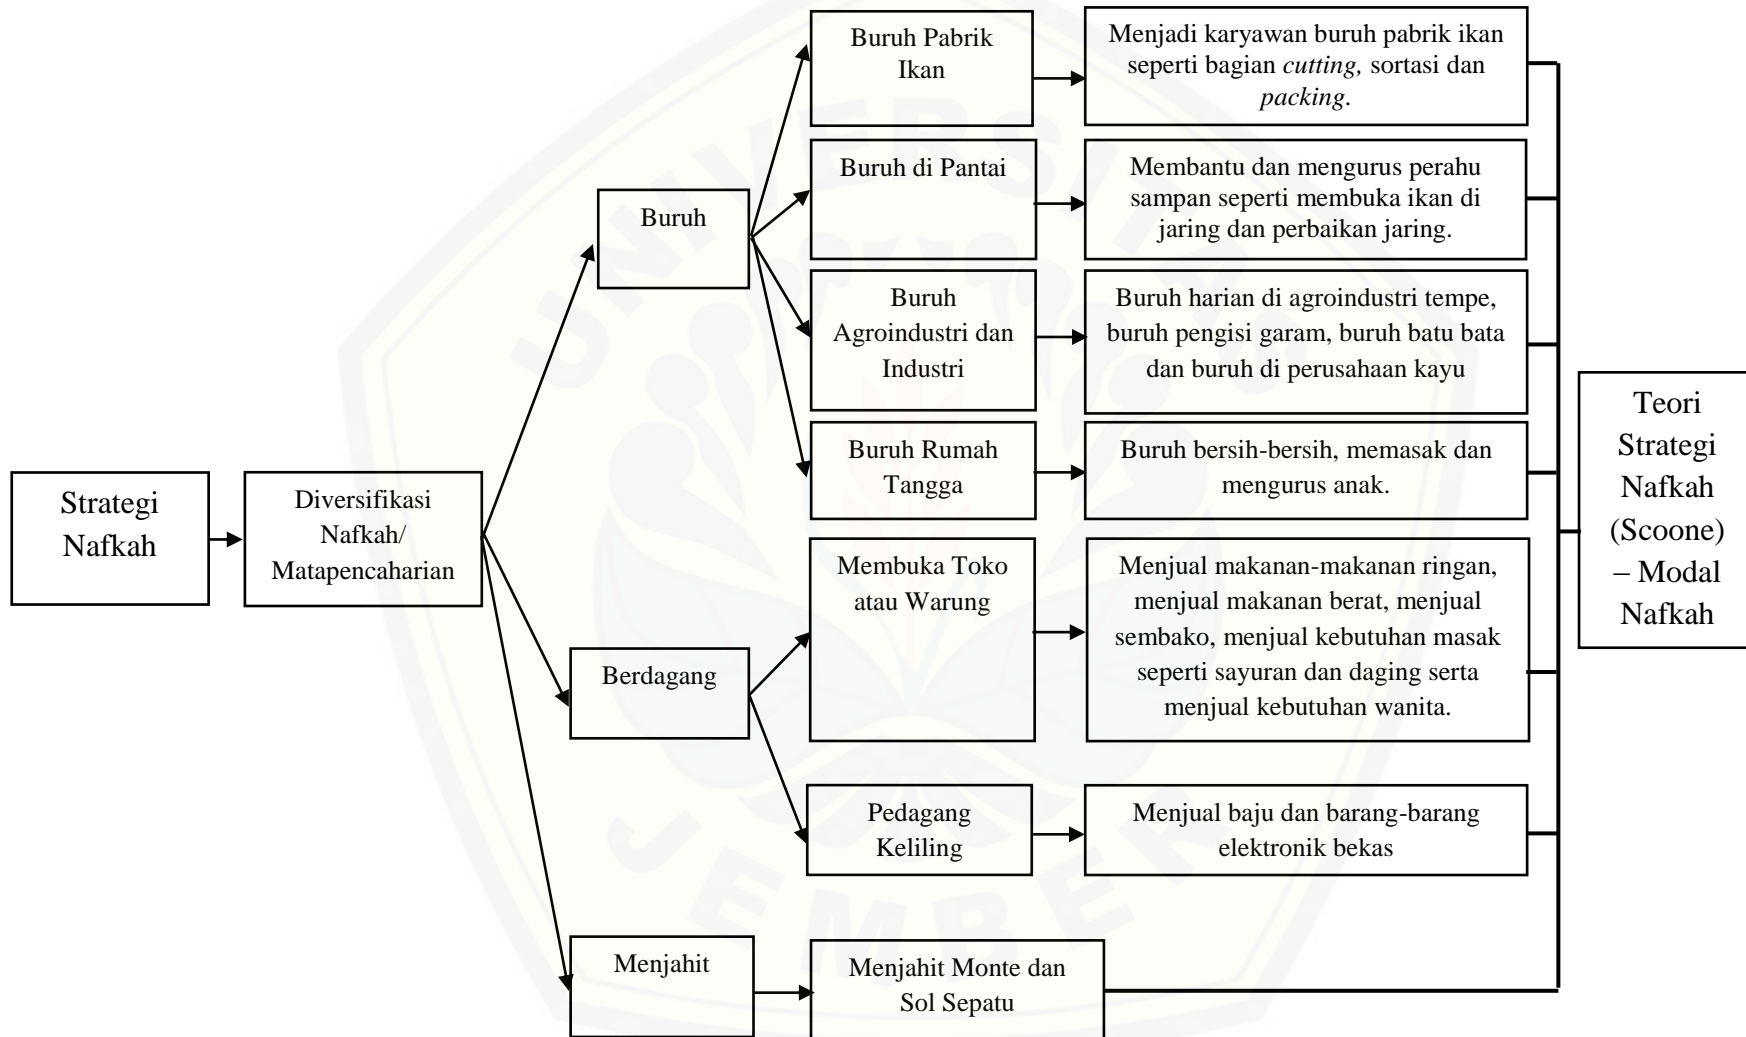 Strategi
Nafkah
Diversifikasi
Nafkah/
Matapencaharian
Buruh
Buruh Pabrik
Ikan
Menjadi karyawan buruh pabrik ikan
seperti bagian cutting, sortasi dan
packing.
Buruh di Pantai
Membantu dan mengurus perahu
sampan seperti membuka ikan di
jaring dan perbaikan jaring.
Buruh
Agroindustri dan
Industri
Buruh harian di agroindustri tempe,
buruh pengisi garam, buruh batu bata
dan buruh di perusahaan kayu
Buruh Rumah
Tangga
Buruh bersih-bersih, memasak dan
mengurus anak.
Berdagang
Membuka Toko
atau Warung
Menjual makanan-makanan ringan,
menjual makanan berat, menjual
sembako, menjual kebutuhan masak
seperti sayuran dan daging serta
menjual kebutuhan wanita.
Pedagang
Keliling
Menjual baju dan barang-barang
elektronik bekas
Menjahit
Menjahit Monte dan
Sol Sepatu
Teori
Strategi
Nafkah
(Scoone)
– Modal
Nafkah
UNIVERSITAS
JEMBER